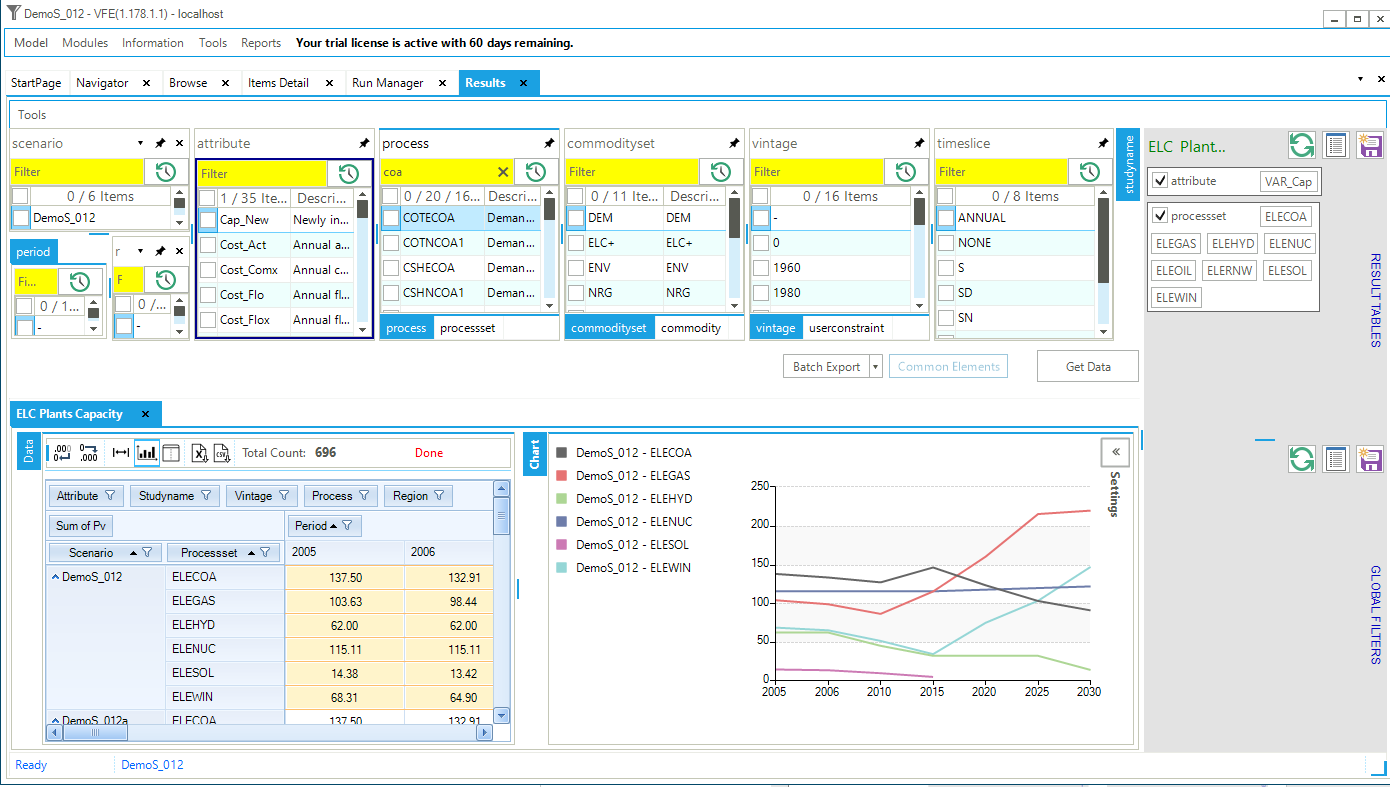 DemoS_012 - VFE(1.178.1.1) - localhost
Model Modules Information Tools Reports Your trial license is active with 60 days remaining.
StartPage Navigator Browse Items Detail Run Manager Results
Tools
scenario attribute process commodityset vintage timeslice
Filter Filter coa Filter Filter Filter
0 / 6 Items 1 / 35 Ite... Descri... 0 / 20 / 16... Descri... 0 / 11 Ite... Descri... 0 / 16 Items 0 / 8 Items
DemoS_012 Cap_New Newly in... COTECOA Deman... DEM DEM - ANNUAL
period r Cost_Act Annual a... COTNCOA1 Deman... ELC+ ELC+ 0 NONE
Fi... F Cost_Comx Annual c... CSHECOA Deman... ENV ENV 1960 S
0 / 1... 0 /... Cost_Flo Annual fl... CSHNCOA1 Deman... NRG NRG 1980 SD
- - Cost_Flox Annual fl... SN
process processset commodityset commodity vintage userconstraint
studyname
ELC Plant...
attribute VAR_Cap
processset ELECOA
ELEGAS ELEHYD ELENUC
ELEOIL ELERNW ELESOL
ELEWIN
RESULT TABLES
GLOBAL FILTERS
Batch Export Common Elements Get Data
ELC Plants Capacity
Data
.000 .000 X CSV Total Count: 696 Done
Attribute Studyname Vintage Process Region
Sum of Pv Period
Scenario Processset 2005 2006
DemoS_012 ELECOA 137.50 132.91
ELEGAS 103.63 98.44
ELEHYD 62.00 62.00
ELENUC 115.11 115.11
ELESOL 14.38 13.42
ELEWIN 68.31 64.90
DemoS_012a ELECOA 137.50 132.91
Chart
DemoS_012 - ELECOA
DemoS_012 - ELEGAS
DemoS_012 - ELEHYD
DemoS_012 - ELENUC
DemoS_012 - ELESOL
DemoS_012 - ELEWIN
Settings
250
200
150
100
50
0
2005 2006 2010 2015 2020 2025 2030
Ready DemoS_012